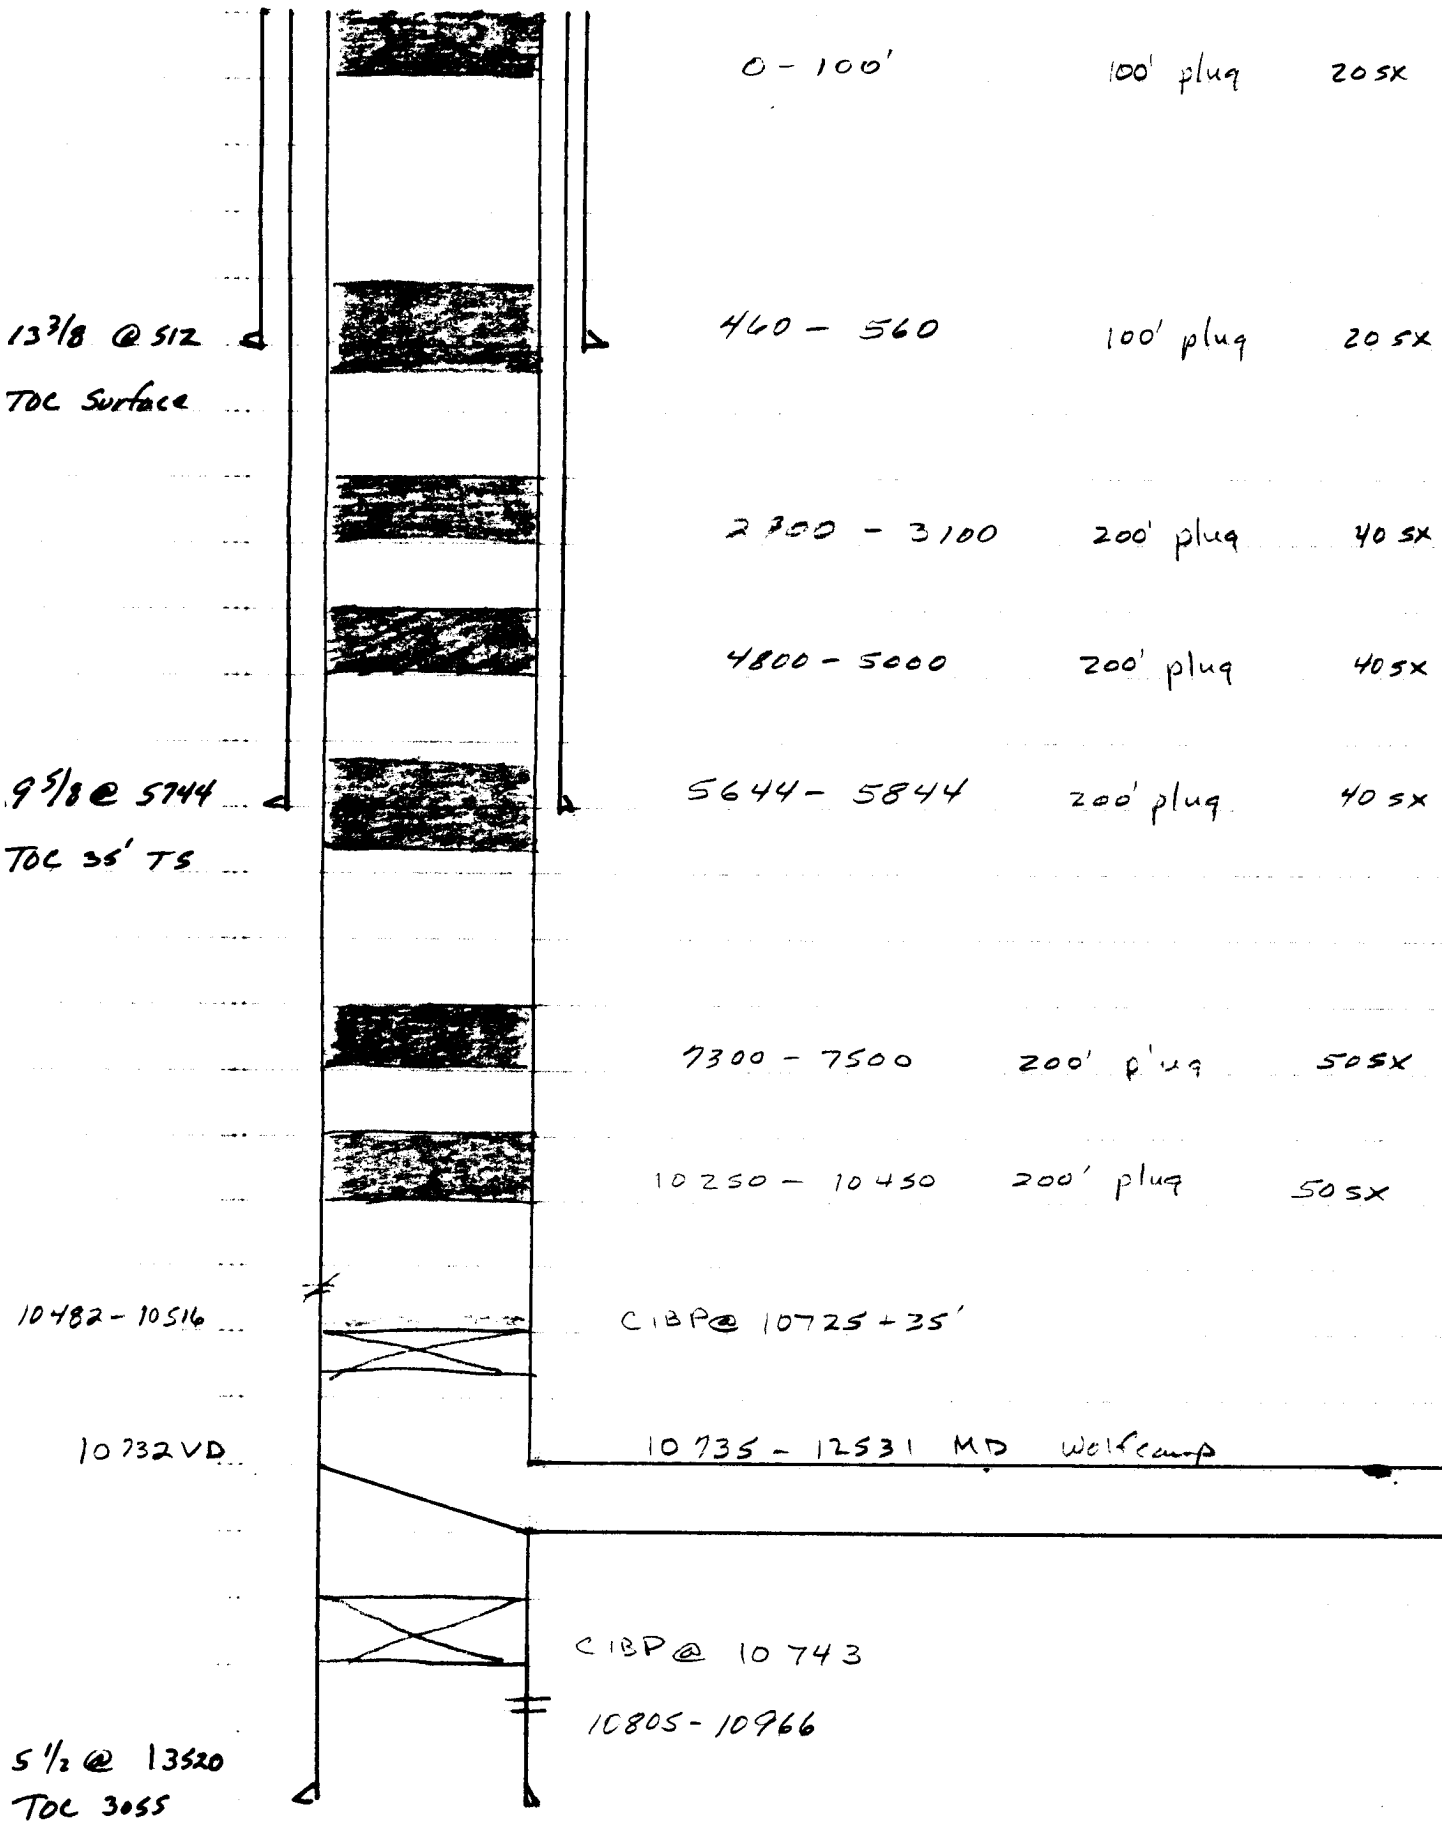 0 - 100' 100' plug 20 sx
13 3/8 @ 512 460 - 560 100' plug 20 sx
TOC Surface
- 3100 200' plug 40 sx
4800 - 5000 200' plug 40 sx
9 5/8 @ 5744 5644 - 5844 200' plug 40 sx
TOC 35' TS
7300 - 7500 200' plug 50 sx
10250 - 10450 200' plug 50 sx
10482 - 10516 CIBP @ 10725 + 35'
10732 VD 10735 - 12531 MD Wolfcamp
CIBP @ 10743
10805 - 10966
5 1/2 @ 13520
TOC 3055